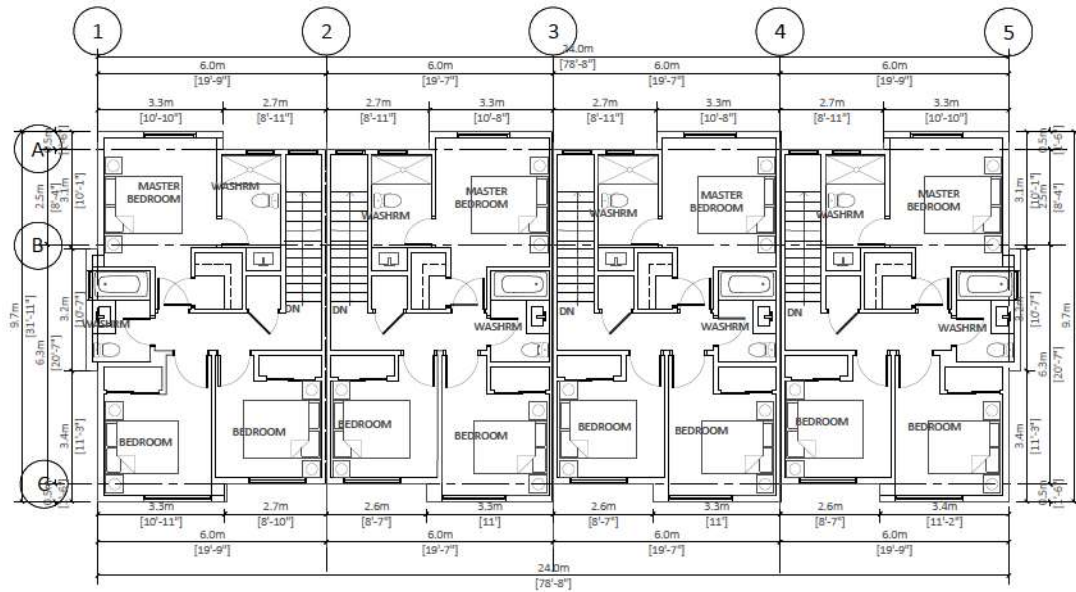 1 2 3 4 5
24.0m
[78'-8"]
6.0m 6.0m 6.0m 6.0m
[19'-9"] [19'-7"] [19'-7"] [19'-9"]
3.3m 2.7m 2.7m 3.3m 2.7m 3.3m 2.7m 3.3m
[10'-10"] [8'-11"] [8'-11"] [10'-8"] [8'-11"] [10'-8"] [8'-11"] [10'-10"]
A
0.5m
[1'-6"]
2.5m
[8'-4"]
3.1m
[10'-1"]
MASTER
BEDROOM
WASHRM
WASHRM
MASTER
BEDROOM
WASHRM
MASTER
BEDROOM
WASHRM
MASTER
BEDROOM
3.1m
[10'-1"]
2.5m
[8'-4"]
0.5m
[1'-6"]
B
9.7m
[31'-11"]
6.3m
[20'-7"]
3.2m
[10'-7"]
DN DN DN DN
WASHRM WASHRM WASHRM WASHRM
[10'-7"]
6.3m
[20'-7"]
9.7m
3.4m
[11'-3"]
BEDROOM BEDROOM BEDROOM BEDROOM BEDROOM BEDROOM BEDROOM BEDROOM
3.4m
[11'-3"]
C
0.5m
[1'-6"]
3.3m 2.7m 2.6m 3.3m 2.6m 3.3m 2.6m 3.4m
[10'-11"] [8'-10"] [8'-7"] [11'] [8'-7"] [11'] [8'-7"] [11'-2"]
6.0m 6.0m 6.0m 6.0m
[19'-9"] [19'-7"] [19'-7"] [19'-9"]
24.0m
[78'-8"]